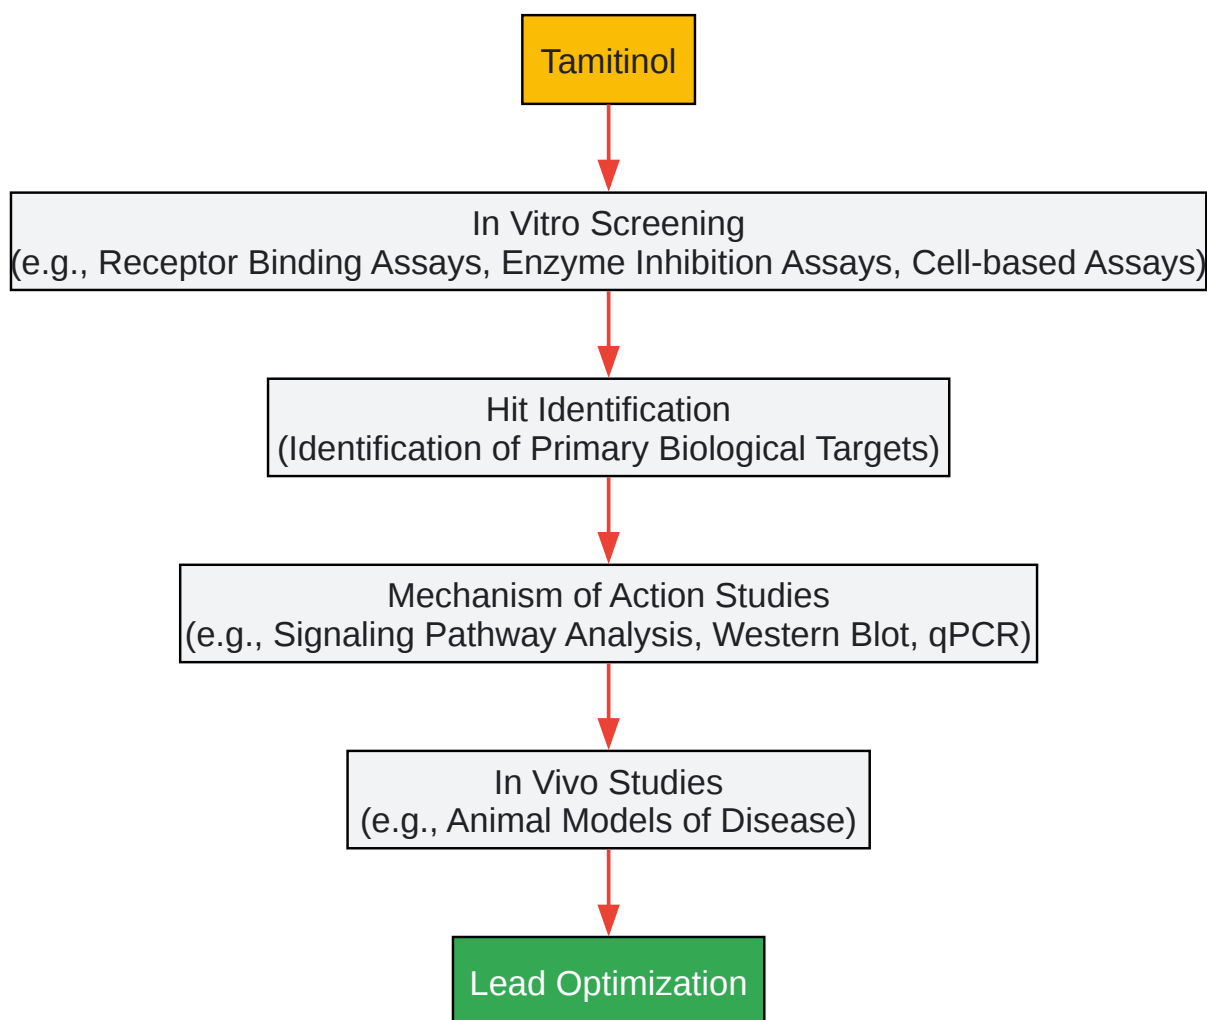 Tamitinol
In Vitro Screening
(e.g., Receptor Binding Assays, Enzyme Inhibition Assays, Cell-based Assays)
Hit Identification
(Identification of Primary Biological Targets)
Mechanism of Action Studies
(e.g., Signaling Pathway Analysis, Western Blot, qPCR)
In Vivo Studies
(e.g., Animal Models of Disease)
Lead Optimization